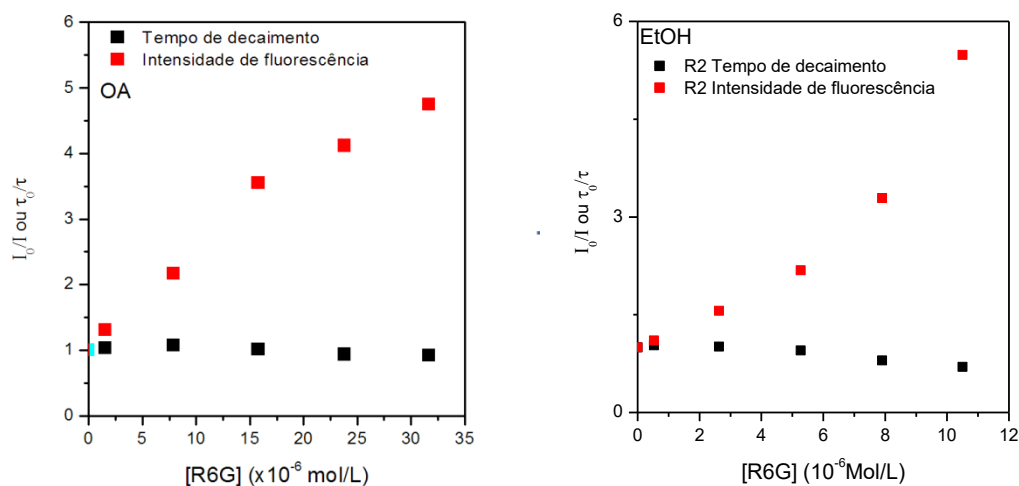 Tempo de decaimento
Intensidade de fluorescência
OA
I₀/I ou τ₀/τ
6
5
4
3
2
1
0
0 5 10 15 20 25 30 35
[R6G] (x10⁻⁶ mol/L)
EtOH
R2 Tempo de decaimento
R2 Intensidade de fluorescência
I₀/I ou τ₀/τ
6
3
0
0 2 4 6 8 10 12
[R6G] (10⁻⁶Mol/L)